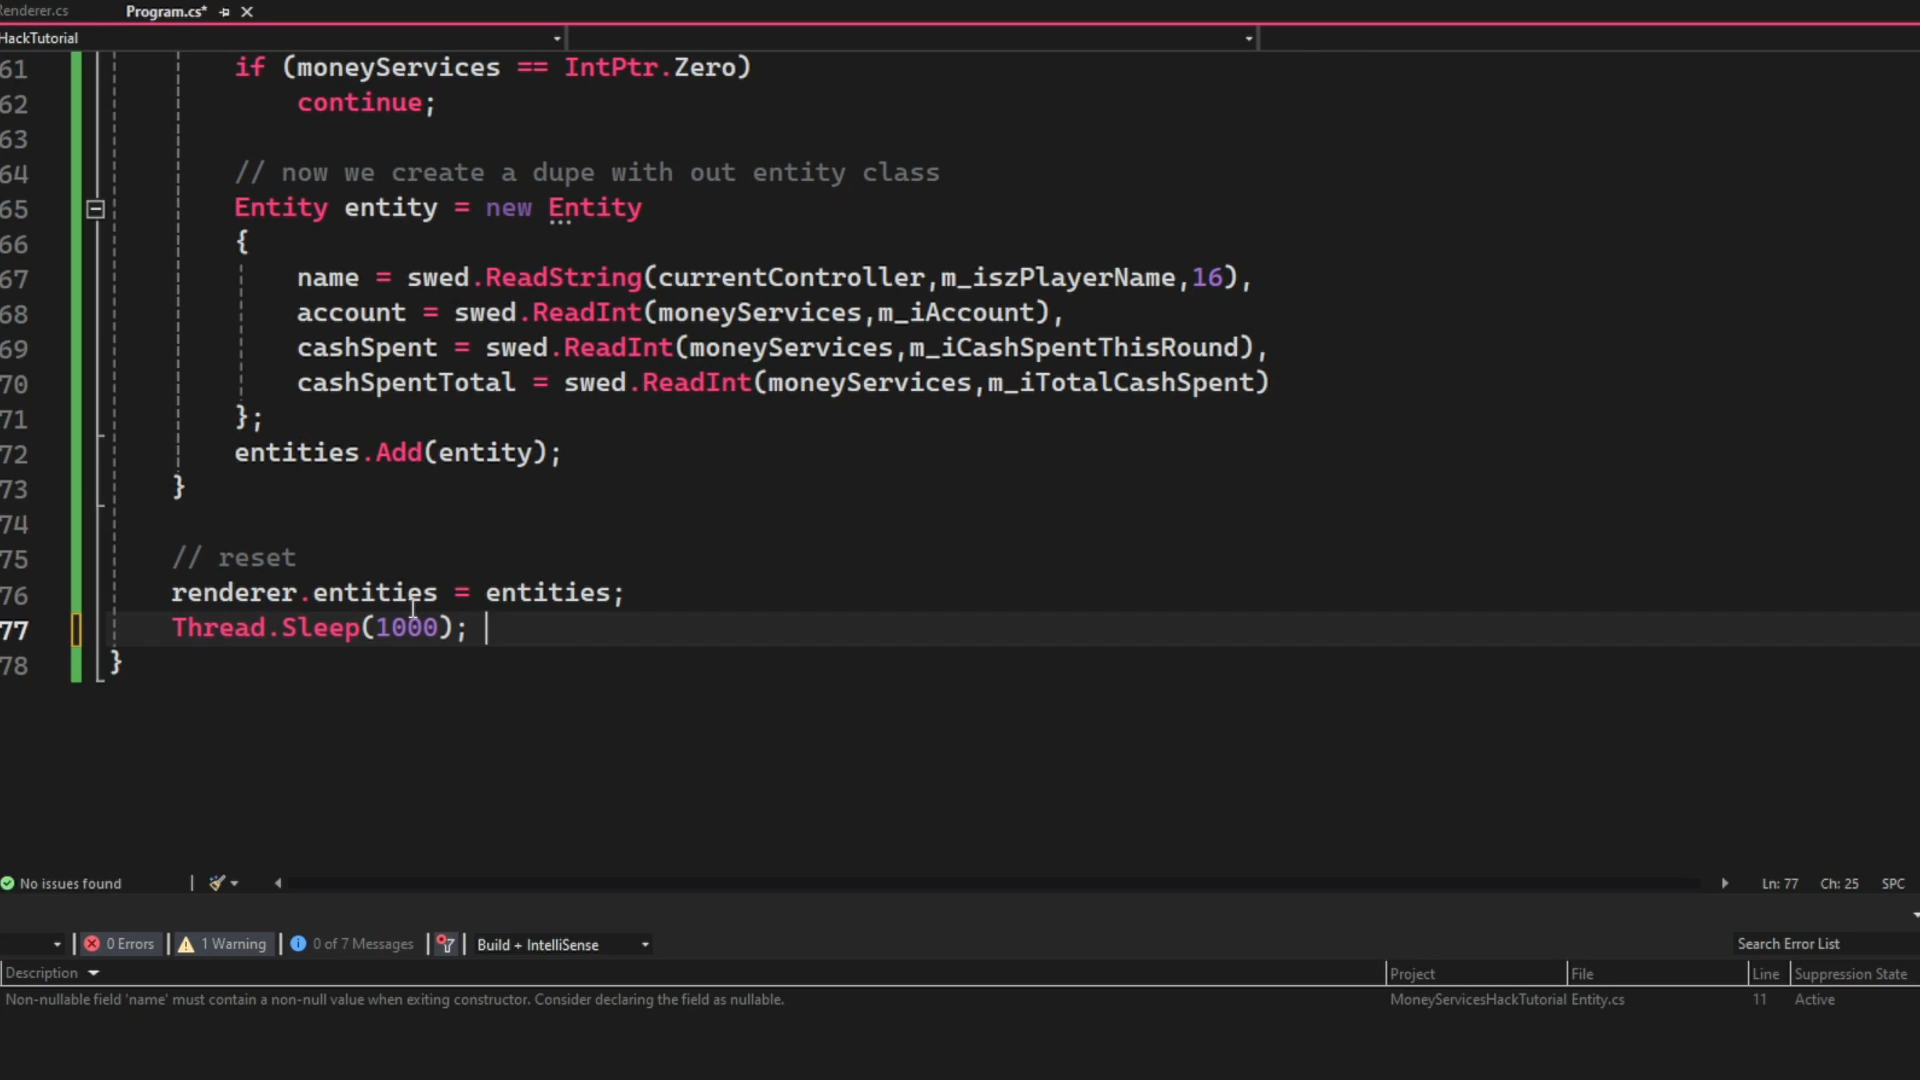 Renderer.cs Program.cs*
HackTutorial
61 if (moneyServices == IntPtr.Zero)
62 continue;
63
64 // now we create a dupe with out entity class
65 Entity entity = new Entity
66 {
67 name = swed.ReadString(currentController,m_iszPlayerName,16),
68 account = swed.ReadInt(moneyServices,m_iAccount),
69 cashSpent = swed.ReadInt(moneyServices,m_iCashSpentThisRound),
70 cashSpentTotal = swed.ReadInt(moneyServices,m_iTotalCashSpent)
71 };
72 entities.Add(entity);
73 }
74
75 // reset
76 renderer.entities = entities;
77 Thread.Sleep(1000);
78 }
No issues found Ln: 77 Ch: 25 SPC
0 Errors 1 Warning 0 of 7 Messages Build + IntelliSense Search Error List
Description Project File Line Suppression State
Non-nullable field 'name' must contain a non-null value when exiting constructor. Consider declaring the field as nullable. MoneyServicesHackTutorial Entity.cs 11 Active